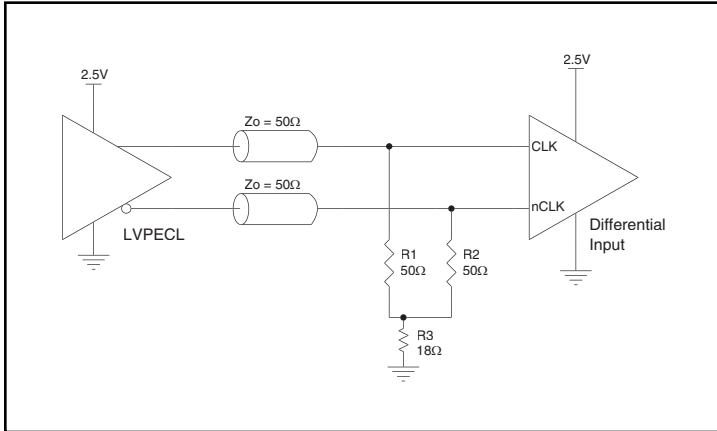 2.5V
2.5V
Zo = 50Ω
CLK
Zo = 50Ω
nCLK
LVPECL
Differential
Input
R1
50Ω
R2
50Ω
R3
18Ω